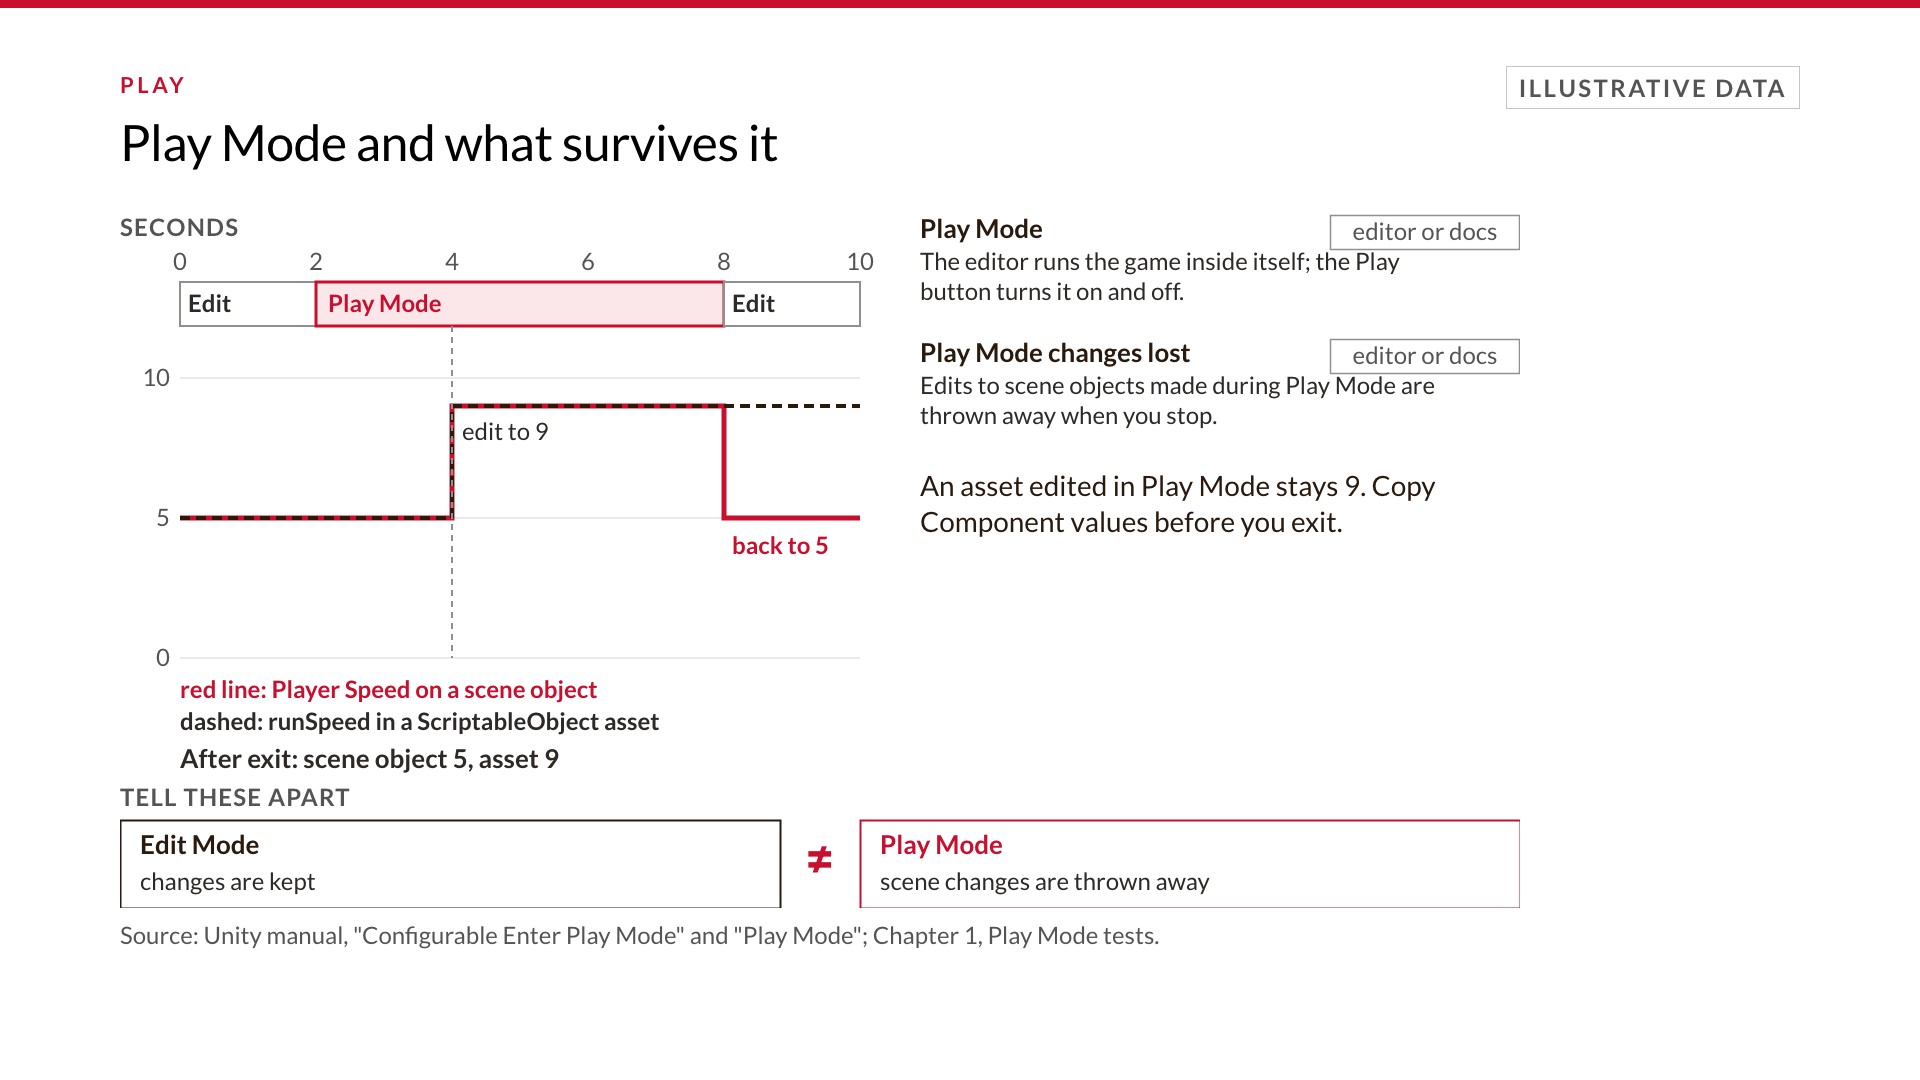 PLAY
ILLUSTRATIVE DATA
Play Mode and what survives it
SECONDS
0 2 4 6 8 10
Edit
Play Mode
Edit
10
edit to 9
5
back to 5
0
red line: Player Speed on a scene object
dashed: runSpeed in a ScriptableObject asset
After exit: scene object 5, asset 9
Play Mode
editor or docs
The editor runs the game inside itself; the Play
button turns it on and off.
Play Mode changes lost
editor or docs
Edits to scene objects made during Play Mode are
thrown away when you stop.
An asset edited in Play Mode stays 9. Copy
Component values before you exit.
TELL THESE APART
Edit Mode
changes are kept
≠
Play Mode
scene changes are thrown away
Source: Unity manual, "Configurable Enter Play Mode" and "Play Mode"; Chapter 1, Play Mode tests.